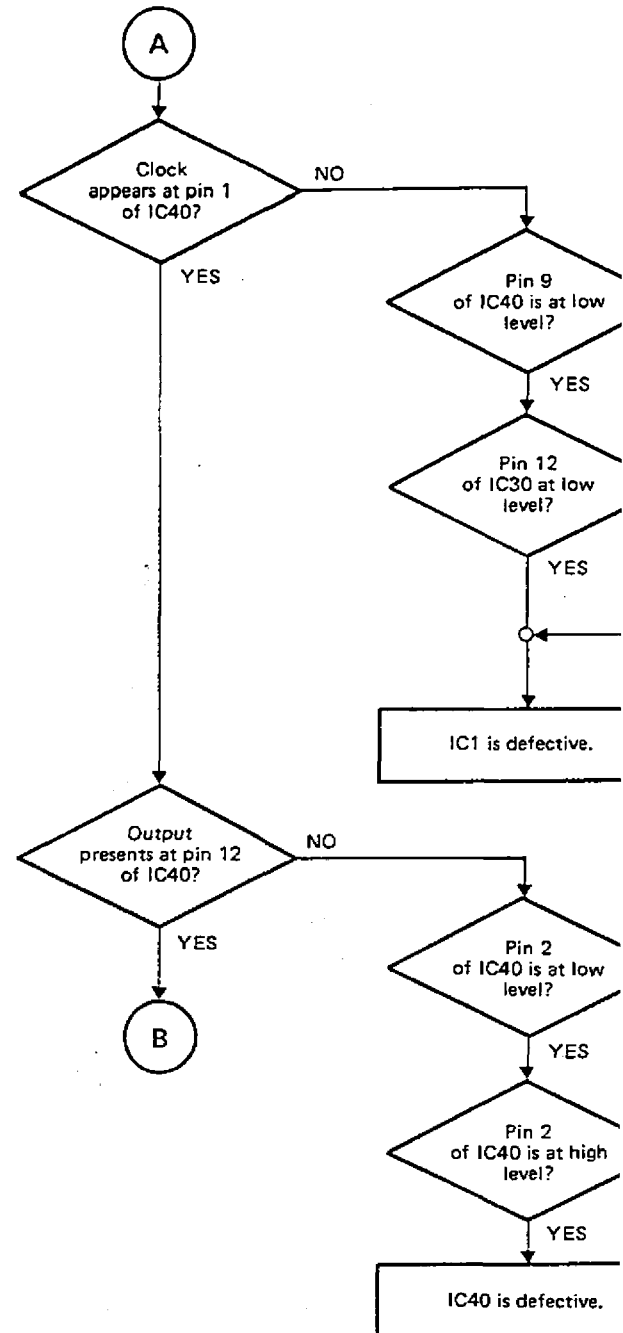 A
Clock
appears at pin 1
of IC40?
NO
YES
Pin 9
of IC40 is at low
level?
YES
Pin 12
of IC30 at low
level?
YES
IC1 is defective.
Output
presents at pin 12
of IC40?
NO
YES
B
Pin 2
of IC40 is at low
level?
YES
Pin 2
of IC40 is at high
level?
YES
IC40 is defective.